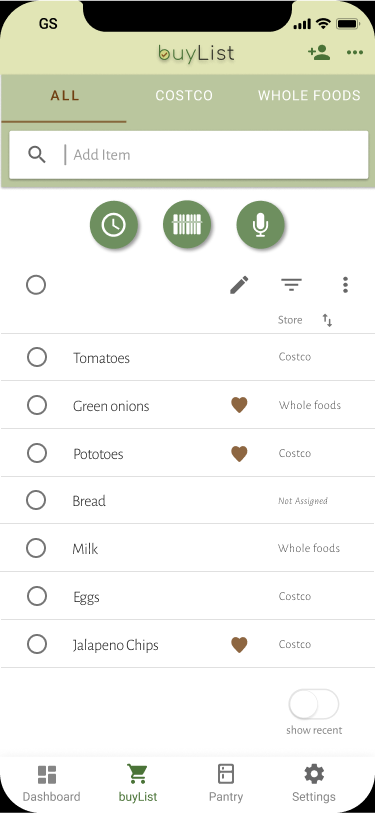 GS
buyList
ALL COSTCO WHOLE FOODS
Add Item
Store
Tomatoes Costco
Green onions Whole foods
Pototoes Costco
Bread Not Assigned
Milk Whole foods
Eggs Costco
Jalapeno Chips Costco
show recent
Dashboard buyList Pantry Settings